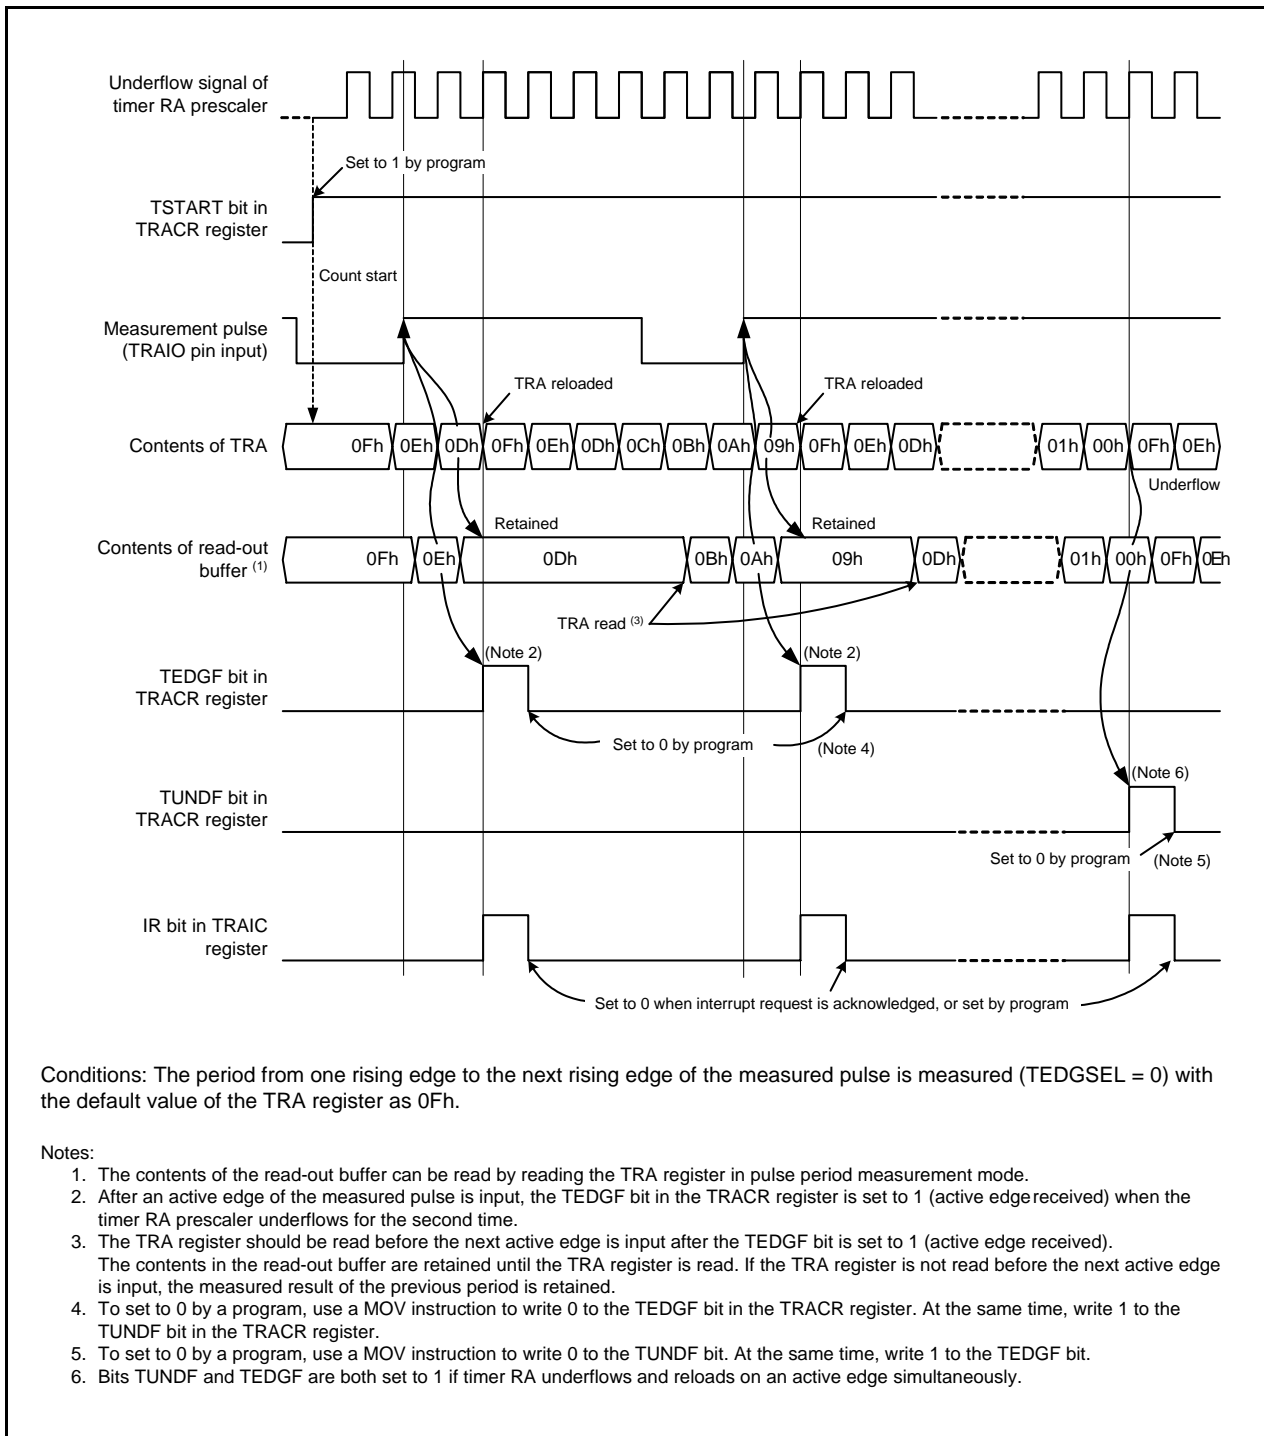 Underflow signal of
timer RA prescaler
Set to 1 by program
TSTART bit in
TRACR register
Count start
Measurement pulse
(TRAIO pin input)
TRA reloaded TRA reloaded
Contents of TRA 0Fh 0Eh 0Dh 0Fh 0Eh 0Dh 0Ch 0Bh 0Ah 09h 0Fh 0Eh 0Dh 01h 00h 0Fh 0Eh
Underflow
Retained Retained
Contents of read-out
buffer (1) 0Fh 0Eh 0Dh 0Bh 0Ah 09h 0Dh 01h 00h 0Fh 0Eh
TRA read (3)
(Note 2) (Note 2)
TEDGF bit in
TRACR register
Set to 0 by program (Note 4)
(Note 6)
TUNDF bit in
TRACR register
Set to 0 by program (Note 5)
IR bit in TRAIC
register
Set to 0 when interrupt request is acknowledged, or set by program
Conditions: The period from one rising edge to the next rising edge of the measured pulse is measured (TEDGSEL = 0) with
the default value of the TRA register as 0Fh.
Notes:
1. The contents of the read-out buffer can be read by reading the TRA register in pulse period measurement mode.
2. After an active edge of the measured pulse is input, the TEDGF bit in the TRACR register is set to 1 (active edge received) when the
timer RA prescaler underflows for the second time.
3. The TRA register should be read before the next active edge is input after the TEDGF bit is set to 1 (active edge received).
The contents in the read-out buffer are retained until the TRA register is read. If the TRA register is not read before the next active edge
is input, the measured result of the previous period is retained.
4. To set to 0 by a program, use a MOV instruction to write 0 to the TEDGF bit in the TRACR register. At the same time, write 1 to the
TUNDF bit in the TRACR register.
5. To set to 0 by a program, use a MOV instruction to write 0 to the TUNDF bit. At the same time, write 1 to the TEDGF bit.
6. Bits TUNDF and TEDGF are both set to 1 if timer RA underflows and reloads on an active edge simultaneously.